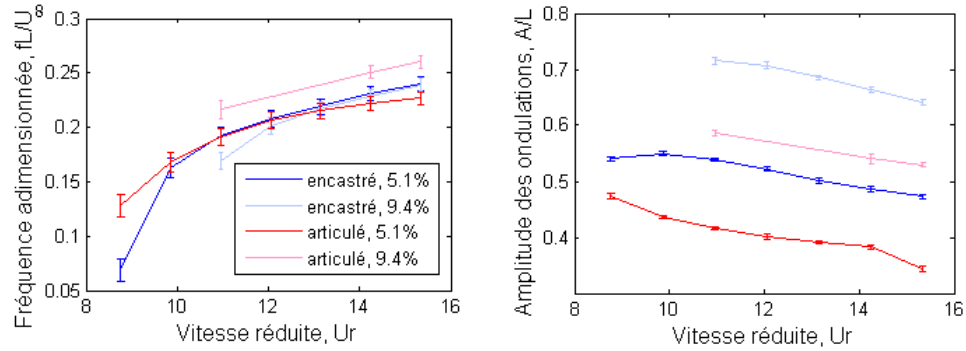 Fréquence adimensionnée, fL/U⁸
0.3
0.25
0.2
0.15
0.1
0.05
8
10
12
14
16
Vitesse réduite, Ur
encastré, 5.1%
encastré, 9.4%
articulé, 5.1%
articulé, 9.4%
Amplitude des ondulations, A/L
0.8
0.7
0.6
0.5
0.4
8
10
12
14
16
Vitesse réduite, Ur